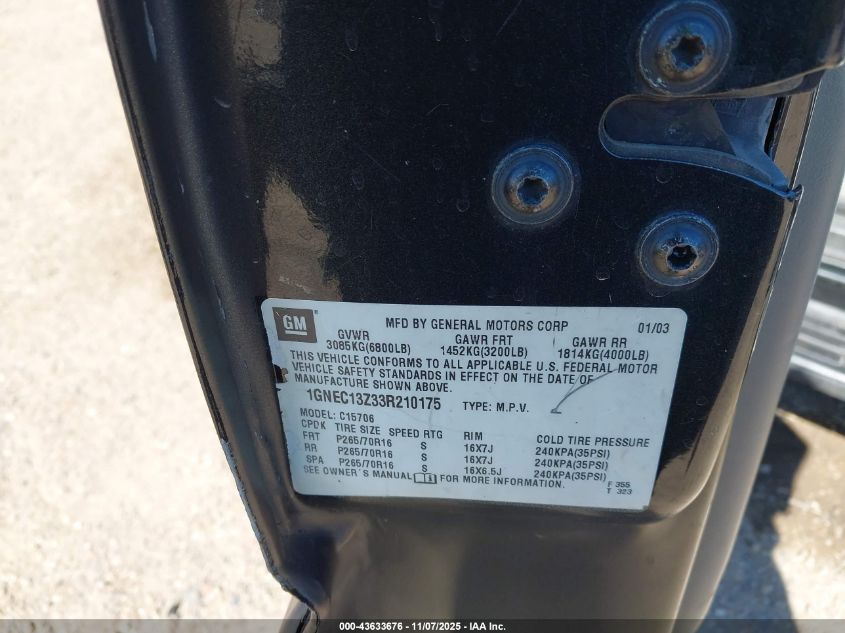 GM
MFD BY GENERAL MOTORS CORP 01/03
GVWR GAWR FRT GAWR RR
3085KG(6800LB) 1452KG(3200LB) 1814KG(4000LB)
THIS VEHICLE CONFORMS TO ALL APPLICABLE U.S. FEDERAL MOTOR
VEHICLE SAFETY STANDARDS IN EFFECT ON THE DATE OF
MANUFACTURE SHOWN ABOVE.
1GNEC13Z33R210175 TYPE: M.P.V.
MODEL: C15706
CPDK TIRE SIZE SPEED RTG RIM COLD TIRE PRESSURE
FRT P265/70R16 S 16X7J 240KPA(35PSI)
RR P265/70R16 S 16X7J 240KPA(35PSI)
SPA P265/70R16 S 16X6.5J 240KPA(35PSI)
SEE OWNER'S MANUAL FOR MORE INFORMATION.
F 355
T 323
000-43633676 • 11/07/2025 • IAA Inc.